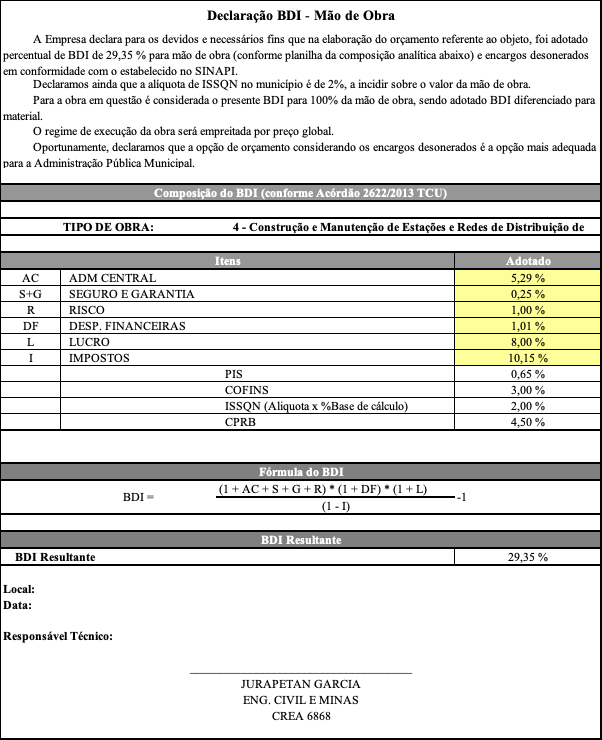 Declaração BDI - Mão de Obra
A Empresa declara para os devidos e necessários fins que na elaboração do orçamento referente ao objeto, foi adotado
percentual de BDI de 29,35 % para mão de obra (conforme planilha da composição analítica abaixo) e encargos desonerados
em conformidade com o estabelecido no SINAPI.
Declaramos ainda que a alíquota de ISSQN no município é de 2%, a incidir sobre o valor da mão de obra.
Para a obra em questão é considerada o presente BDI para 100% da mão de obra, sendo adotado BDI diferenciado para
material.
O regime de execução da obra será empreitada por preço global.
Oportunamente, declaramos que a opção de orçamento considerando os encargos desonerados é a opção mais adequada
para a Administração Pública Municipal.
Composição do BDI (conforme Acórdão 2622/2013 TCU)
TIPO DE OBRA: 4 - Construção e Manutenção de Estações e Redes de Distribuição de
Itens Adotado
AC ADM CENTRAL 5,29 %
S+G SEGURO E GARANTIA 0,25 %
R RISCO 1,00 %
DF DESP. FINANCEIRAS 1,01 %
L LUCRO 8,00 %
I IMPOSTOS 10,15 %
PIS 0,65 %
COFINS 3,00 %
ISSQN (Aliquota x %Base de cálculo) 2,00 %
CPRB 4,50 %
Fórmula do BDI
(1 + AC + S + G + R) * (1 + DF) * (1 + L)
BDI = -1
(1 - I)
BDI Resultante
BDI Resultante 29,35 %
Local:
Data:
Responsável Técnico:
JURAPETAN GARCIA
ENG. CIVIL E MINAS
CREA 6868